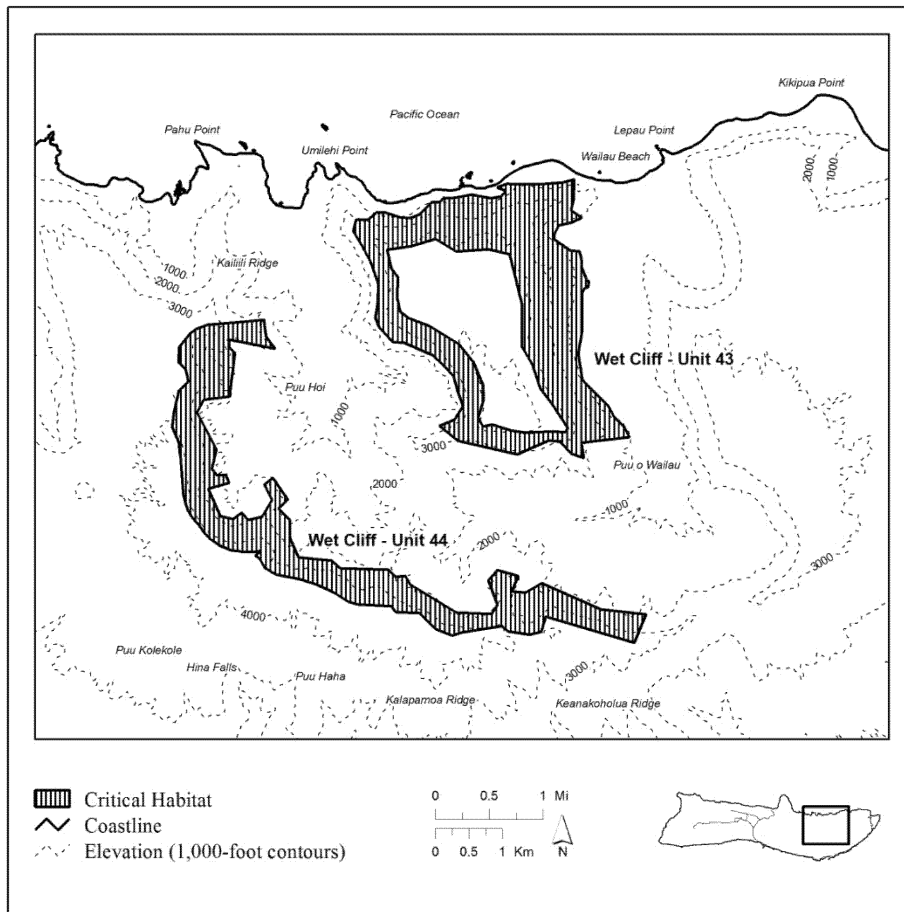 Kikipua Point
Pacific Ocean
Pahu Point
Lepau Point
Umilehi Point
Wailau Beach
2000
1000
Kailiili Ridge
1000
2000
3000
Wet Cliff - Unit 43
Puu Hoi
1000
3000
Puu o Wailau
2000
1000
Wet Cliff - Unit 44
2000
3000
4000
Puu Kolekole
Hina Falls
Puu Haha
3000
Kalapamoa Ridge
Keanakoholua Ridge
Critical Habitat
Coastline
Elevation (1,000-foot contours)
0 0.5 1 Mi
0 0.5 1 Km
N